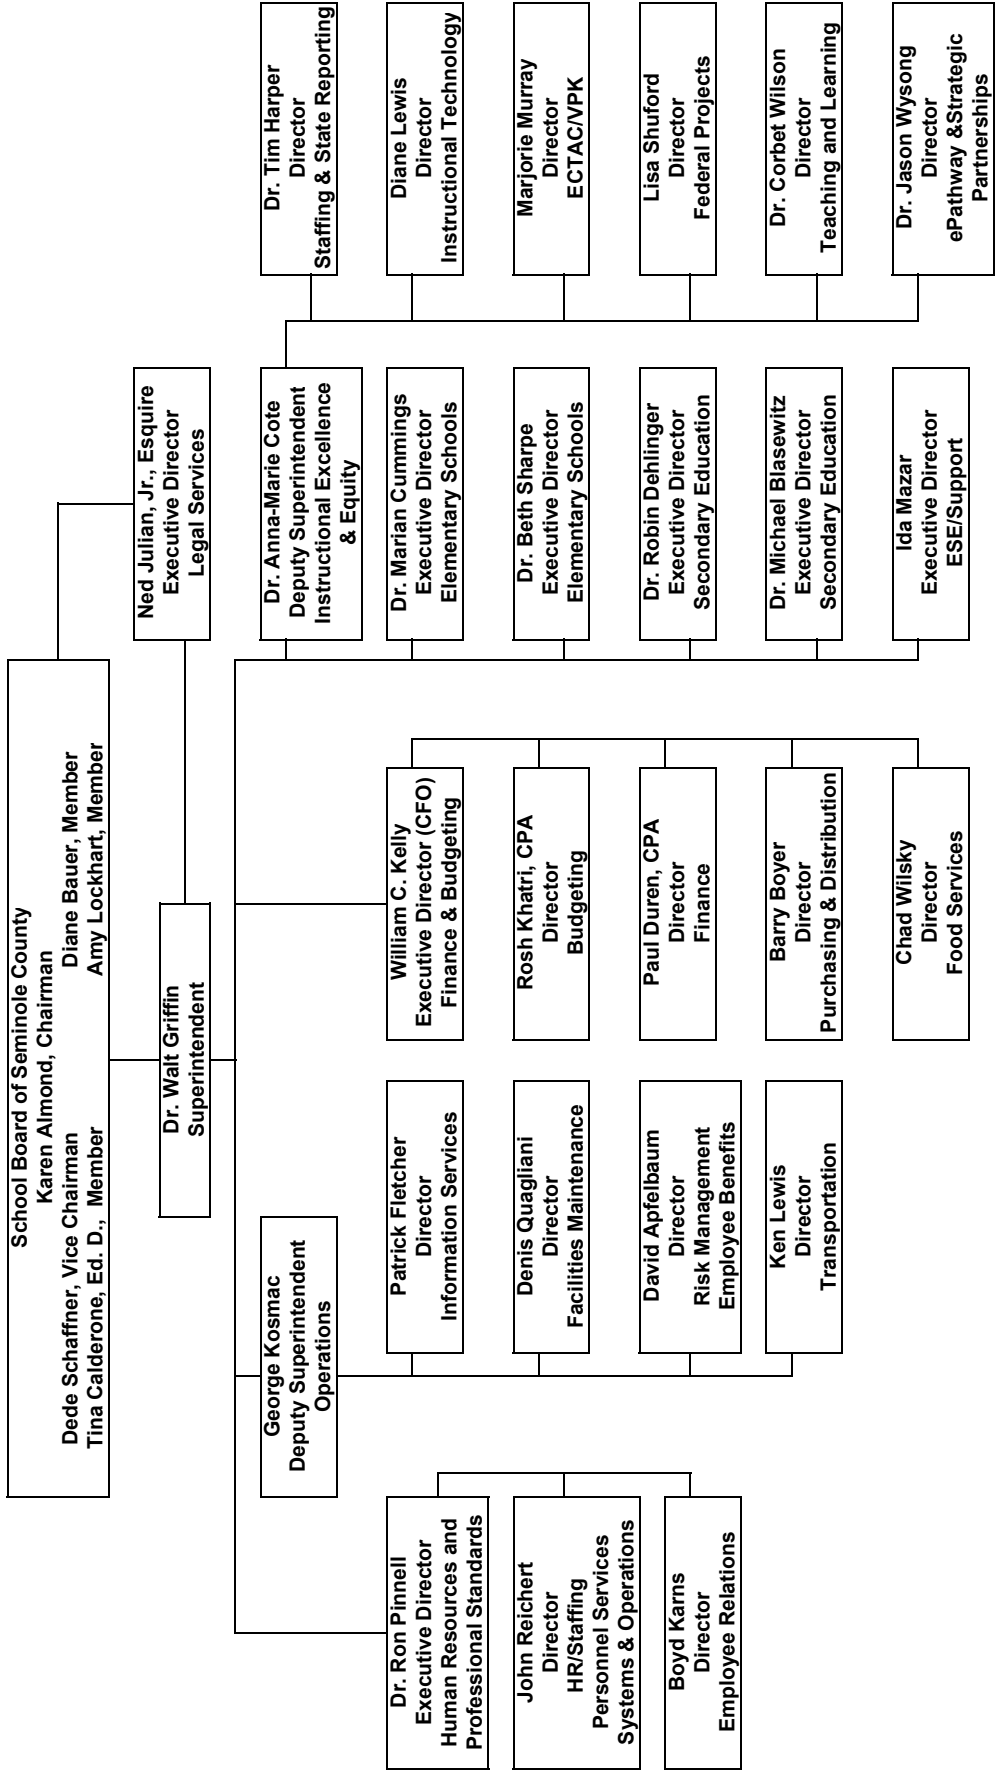 School Board of Seminole County
Karen Almond, Chairman
Dede Schaffner, Vice Chairman Diane Bauer, Member
Tina Calderone, Ed. D., Member Amy Lockhart, Member
Ned Julian, Jr., Esquire
Executive Director
Legal Services
Dr. Walt Griffin
Superintendent
George Kosmac
Deputy Superintendent
Operations
Dr. Anna-Marie Cote
Deputy Superintendent
Instructional Excellence
& Equity
Dr. Tim Harper
Director
Staffing & State Reporting
Dr. Ron Pinnell
Executive Director
Human Resources and
Professional Standards
Patrick Fletcher
Director
Information Services
William C. Kelly
Executive Director (CFO)
Finance & Budgeting
Dr. Marian Cummings
Executive Director
Elementary Schools
Diane Lewis
Director
Instructional Technology
John Reichert
Director
HR/Staffing
Personnel Services
Systems & Operations
Denis Quagliani
Director
Facilities Maintenance
Rosh Khatri, CPA
Director
Budgeting
Dr. Beth Sharpe
Executive Director
Elementary Schools
Marjorie Murray
Director
ECTAC/VPK
Boyd Karns
Director
Employee Relations
David Apfelbaum
Director
Risk Management
Employee Benefits
Paul Duren, CPA
Director
Finance
Dr. Robin Dehlinger
Executive Director
Secondary Education
Lisa Shuford
Director
Federal Projects
Ken Lewis
Director
Transportation
Barry Boyer
Director
Purchasing & Distribution
Dr. Michael Blasewitz
Executive Director
Secondary Education
Dr. Corbet Wilson
Director
Teaching and Learning
Chad Wilsky
Director
Food Services
Ida Mazar
Executive Director
ESE/Support
Dr. Jason Wysong
Director
ePathway &Strategic
Partnerships